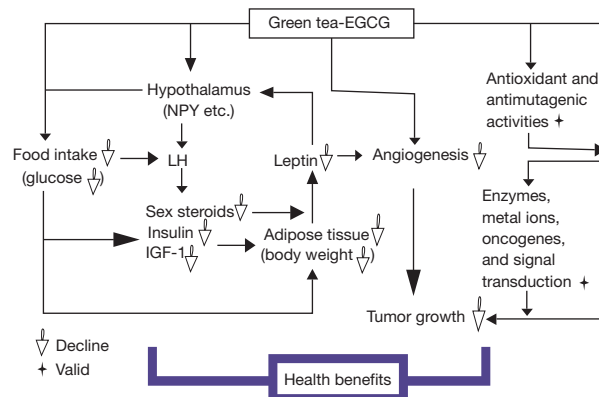 Green tea-EGCG
Hypothalamus
(NPY etc.)
Antioxidant and
antimutagenic
activities
Food intake
(glucose )
LH
Leptin
Angiogenesis
Sex steroids
Insulin
IGF-1
Adipose tissue
(body weight )
Enzymes,
metal ions,
oncogenes,
and signal
transduction
Tumor growth
Decline
Valid
Health benefits